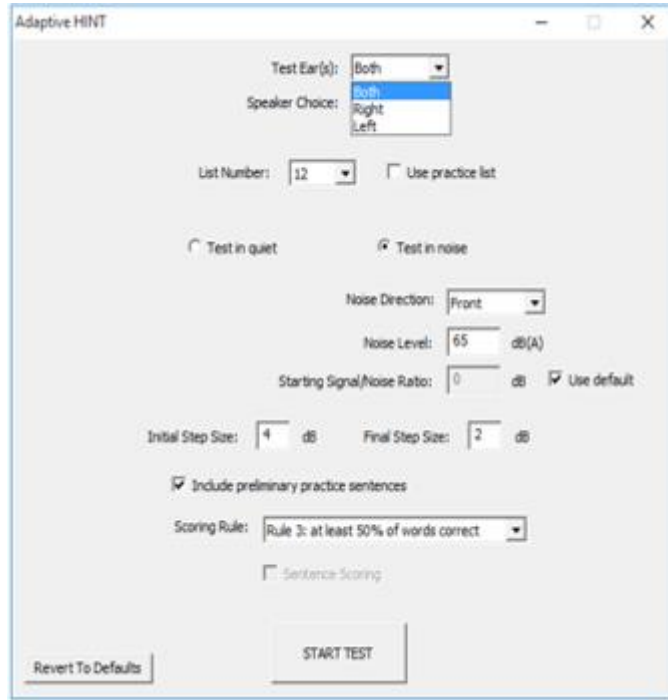 Adaptive HINT
Test Ear(s): Both
Both
Speaker Choice: Right
Left
List Number: 12 Use practice list
Test in quiet Test in noise
Noise Direction: Front
Noise Level: 65 dB(A)
Starting Signal/Noise Ratio: 0 dB Use default
Initial Step Size: 4 dB Final Step Size: 2 dB
Include preliminary practice sentences
Scoring Rule: Rule 3: at least 50% of words correct
Sentence Scoring
START TEST
Revert To Defaults